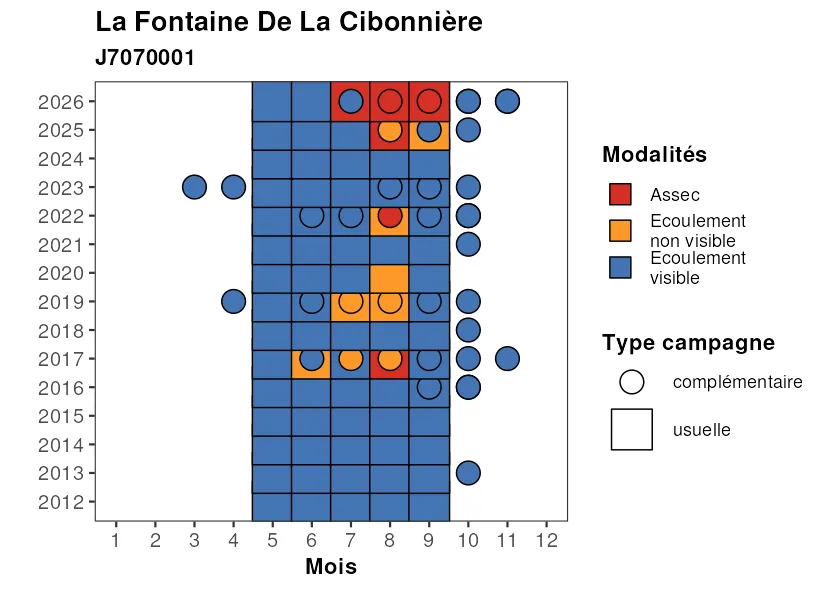 La Fontaine De La Cibonnière
J7070001
2026
2025
2024
2023
2022
2021
2020
2019
2018
2017
2016
2015
2014
2013
2012
1 2 3 4 5 6 7 8 9 10 11 12
Mois
Modalités
Assec
Ecoulement
non visible
Ecoulement
visible
Type campagne
complémentaire
usuelle